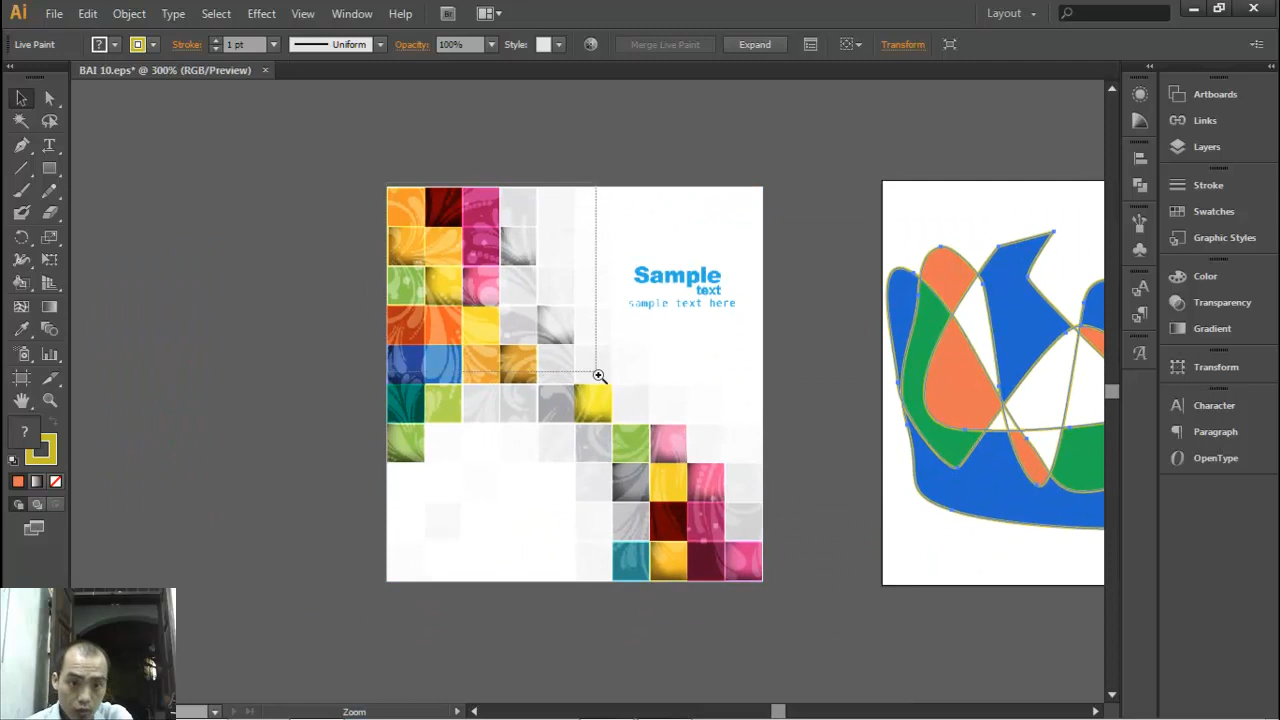 Ai File Edit Object Type Select Effect View Window Help Br Layout
Live Paint ? Stroke: 1 pt Uniform Opacity: 100% Style: Merge Live Paint Expand Transform
BAI 10.eps* @ 300% (RGB/Preview) ×
Artboards
Links
Layers
Stroke
Swatches
Graphic Styles
Color
Transparency
Gradient
Transform
Character
Paragraph
OpenType
Sample
text
sample text here
?
Zoom